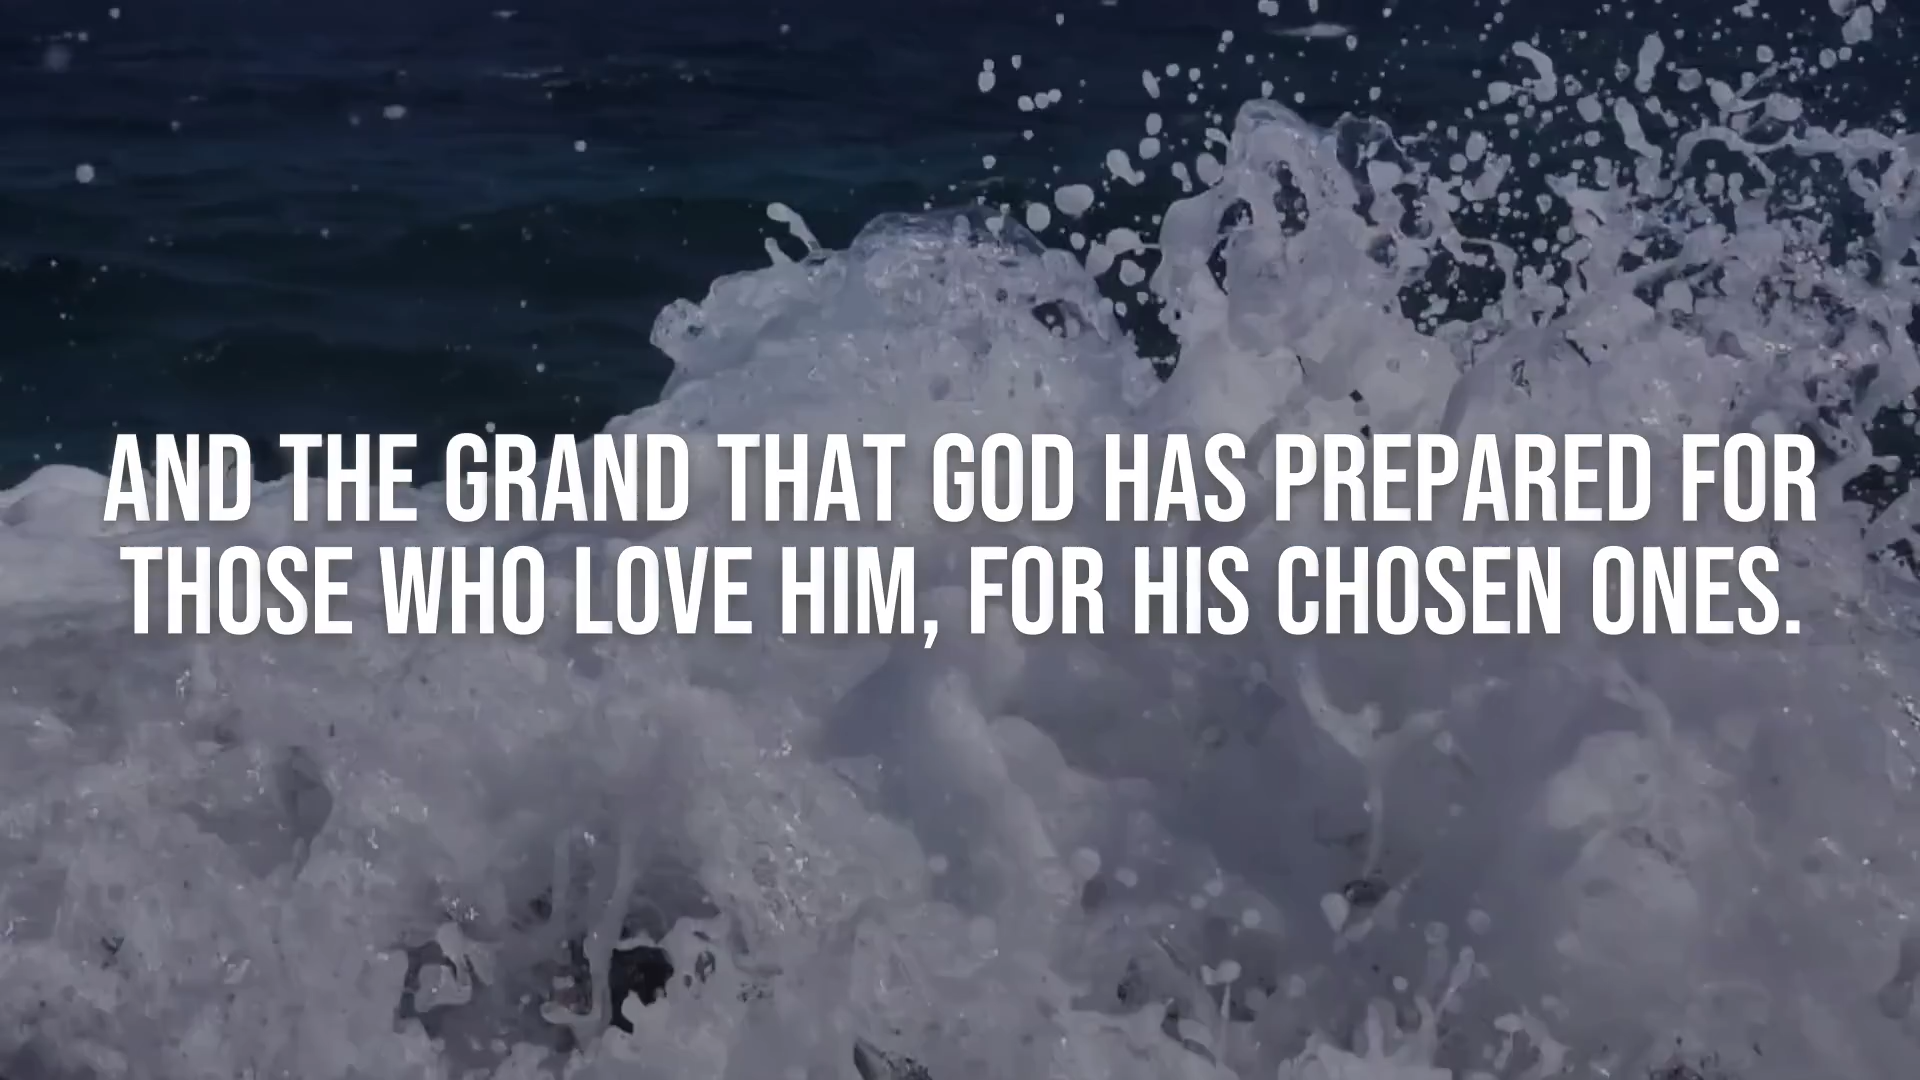 AND THE GRAND THAT GOD HAS PREPARED FOR
THOSE WHO LOVE HIM, FOR HIS CHOSEN ONES.